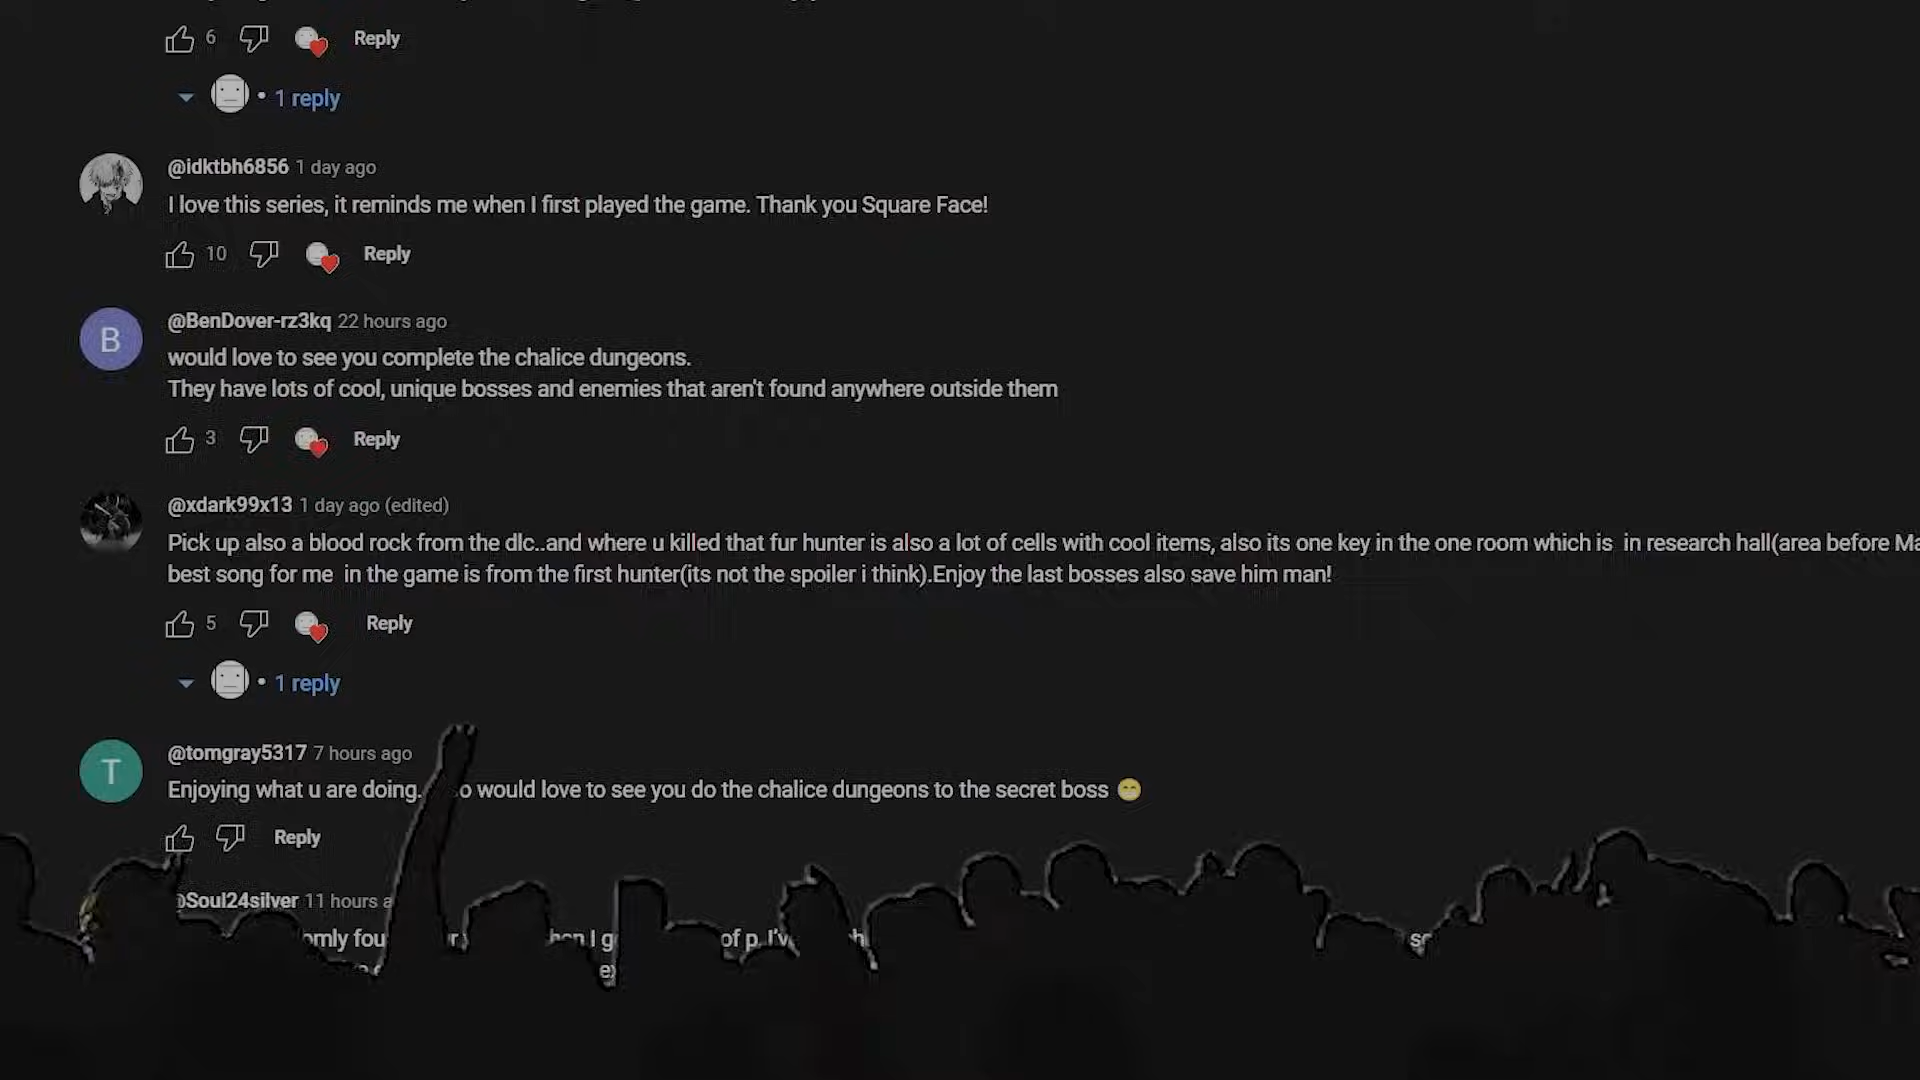 6 Reply
1 reply
@idktbh6856 1 day ago
I love this series, it reminds me when I first played the game. Thank you Square Face!
10 Reply
B
@BenDover-rz3kq 22 hours ago
would love to see you complete the chalice dungeons.
They have lots of cool, unique bosses and enemies that aren't found anywhere outside them
3 Reply
@xdark99x13 1 day ago (edited)
Pick up also a blood rock from the dlc..and where u killed that fur hunter is also a lot of cells with cool items, also its one key in the one room which is in research hall(area before Ma
best song for me in the game is from the first hunter(its not the spoiler i think).Enjoy the last bosses also save him man!
5 Reply
1 reply
T
@tomgray5317 7 hours ago
Enjoying what u are doing. would love to see you do the chalice dungeons to the secret boss
Reply
@Soul24silver 11 hours
I of p. I'v